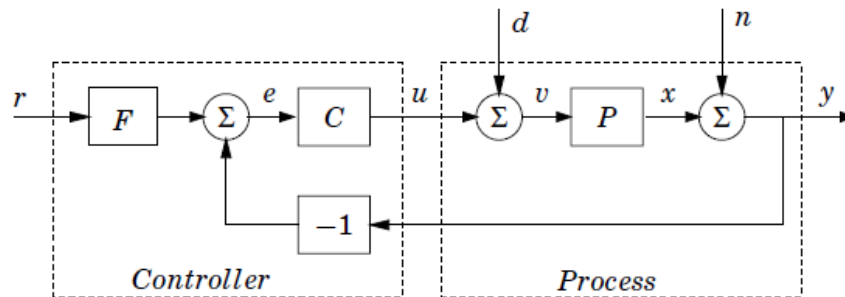 d
n
r
F
Σ
e
C
u
Σ
v
P
x
Σ
y
−1
Controller
Process